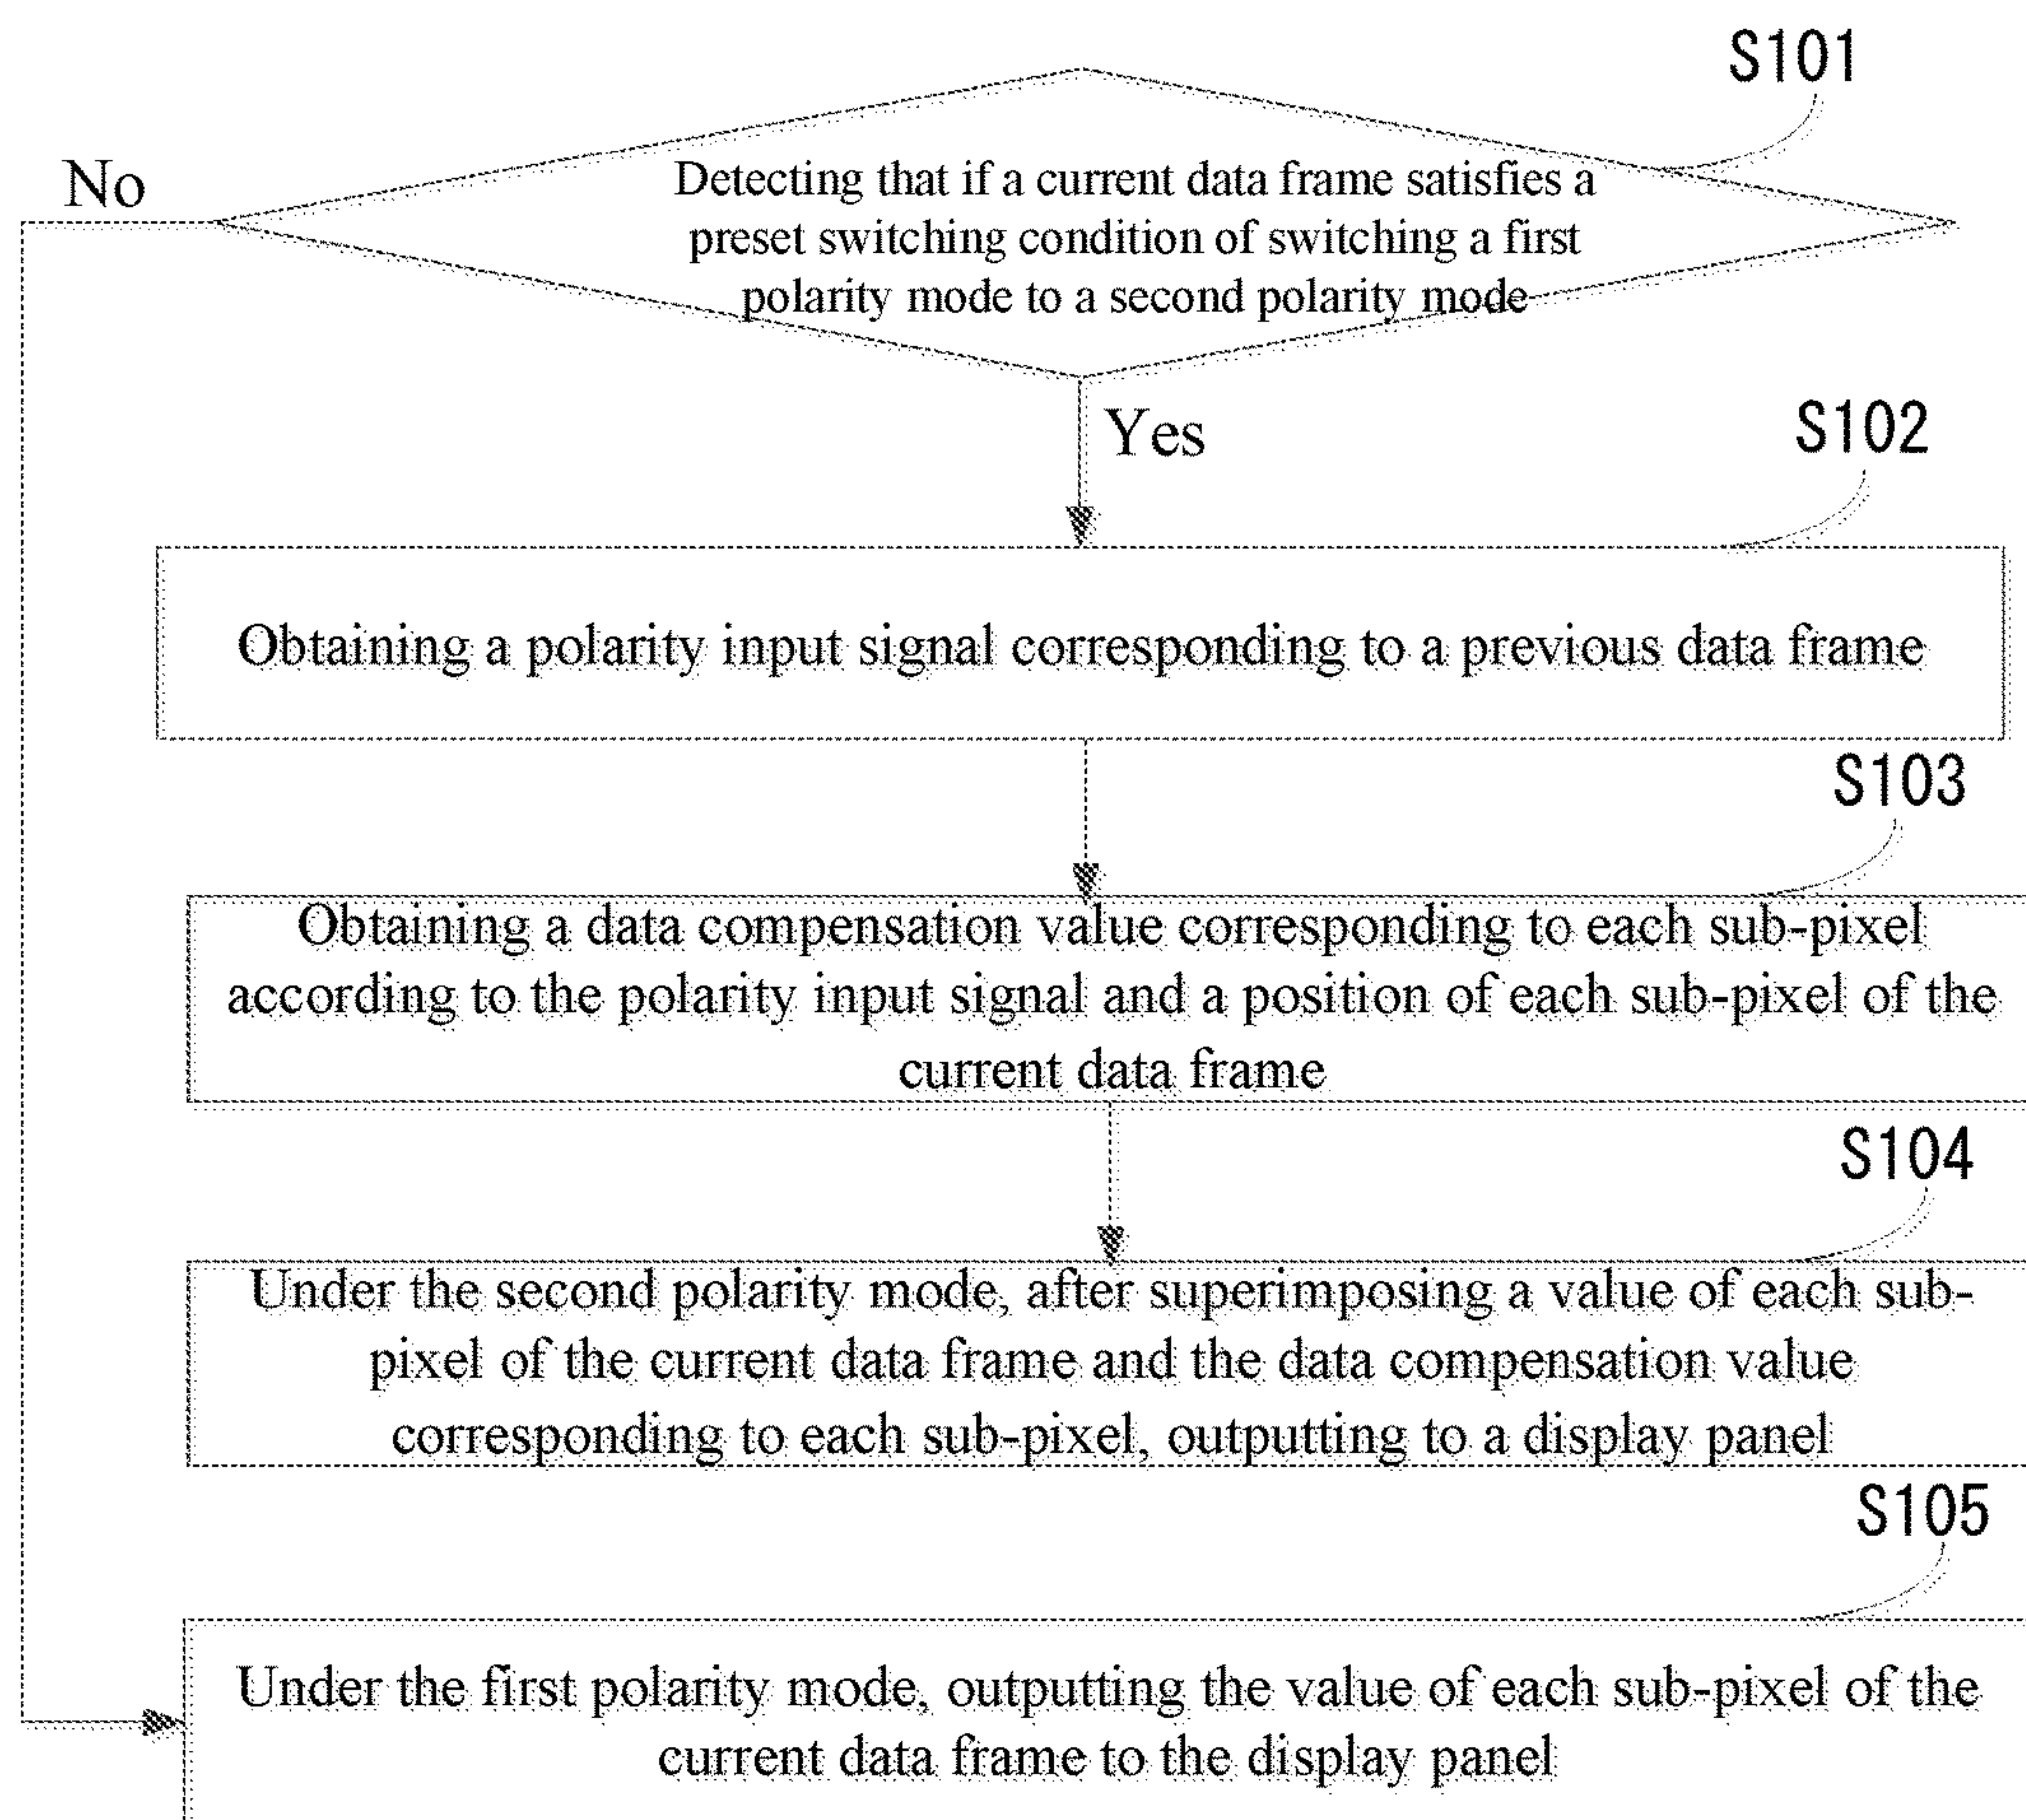 S101
No
Detecting that if a current data frame satisfies a
preset switching condition of switching a first
polarity mode to a second polarity mode
Yes
S102
Obtaining a polarity input signal corresponding to a previous data frame
S103
Obtaining a data compensation value corresponding to each sub-pixel
according to the polarity input signal and a position of each sub-pixel of the
current data frame
S104
Under the second polarity mode, after superimposing a value of each sub-
pixel of the current data frame and the data compensation value
corresponding to each sub-pixel, outputting to a display panel
S105
Under the first polarity mode, outputting the value of each sub-pixel of the
current data frame to the display panel